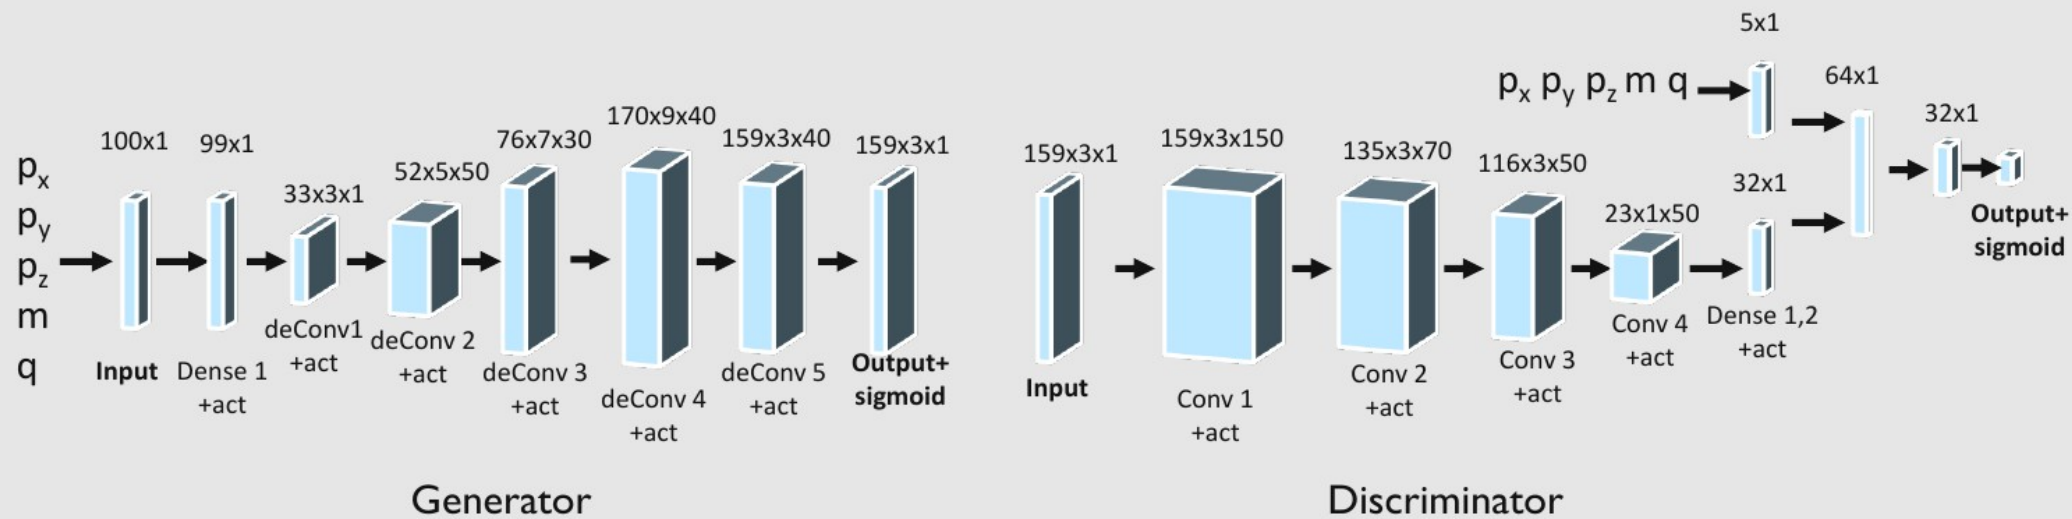 p_x
p_y
p_z
m
q
100x1
Input
99x1
Dense 1
+act
33x3x1
deConv1
+act
52x5x50
deConv 2
+act
76x7x30
deConv 3
+act
170x9x40
deConv 4
+act
159x3x40
deConv 5
+act
159x3x1
Output+
sigmoid
Generator
159x3x1
Input
159x3x150
Conv 1
+act
135x3x70
Conv 2
+act
116x3x50
Conv 3
+act
23x1x50
Conv 4
+act
32x1
Dense 1,2
+act
p_x p_y p_z m q
5x1
64x1
32x1
Output+
sigmoid
Discriminator